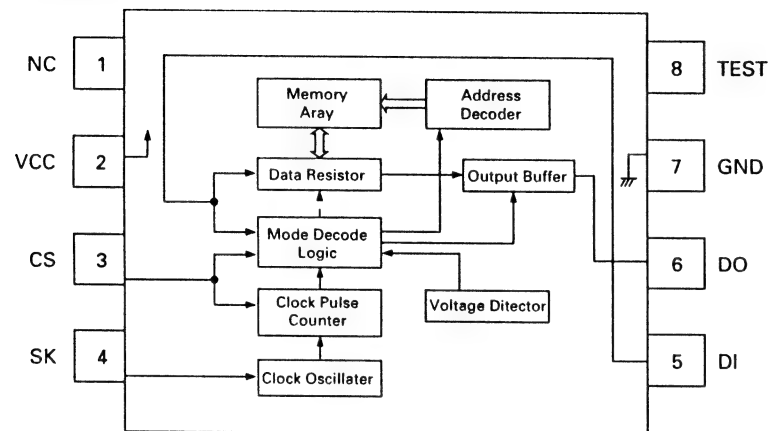 NC 1
VCC 2
CS 3
SK 4
Memory
Aray
Address
Decoder
Data Resistor
Output Buffer
Mode Decode
Logic
Clock Pulse
Counter
Voltage Ditector
Clock Oscillater
8 TEST
7 GND
6 DO
5 DI